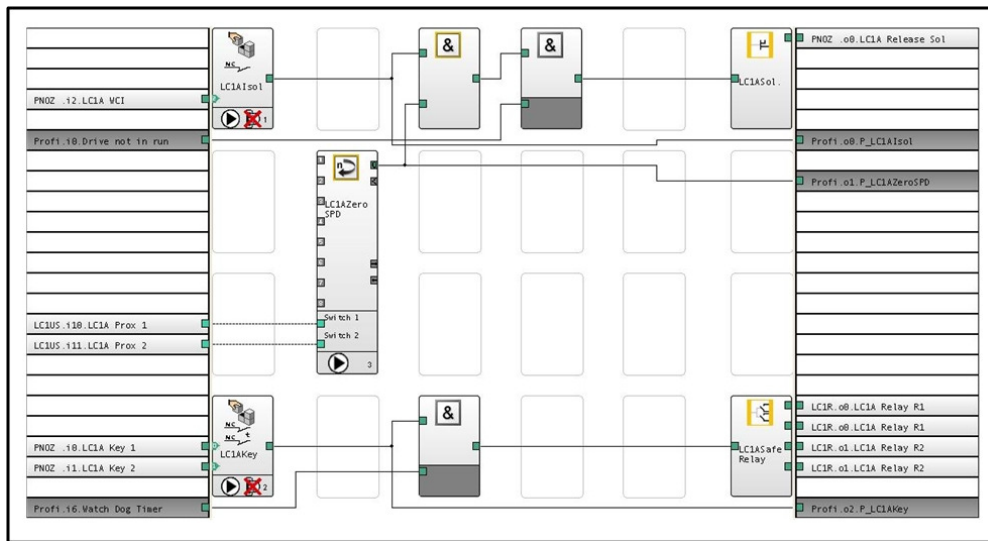 PNOZ .o0.LC1A Release Sol
&
&
NC
LC1AIsol
LC1ASol.
PNOZ .i2.LC1A WCI
1
Profi.i0.Drive not in run
Profi.o0.P_LC1AIsol
n
Profi.o1.P_LC1AZeroSPD
LC1AZero
SPD
Switch 1
LC1US.i10.LC1A Prox 1
Switch 2
LC1US.i11.LC1A Prox 2
3
&
LC1R.o0.LC1A Relay R1
NC
LC1R.o0.LC1A Relay R1
NC t
PNOZ .i0.LC1A Key 1
LC1AKey
LC1ASafe
Relay
LC1R.o1.LC1A Relay R2
PNOZ .i1.LC1A Key 2
LC1R.o1.LC1A Relay R2
2
Profi.i6.Watch Dog Timer
Profi.o2.P_LC1AKey